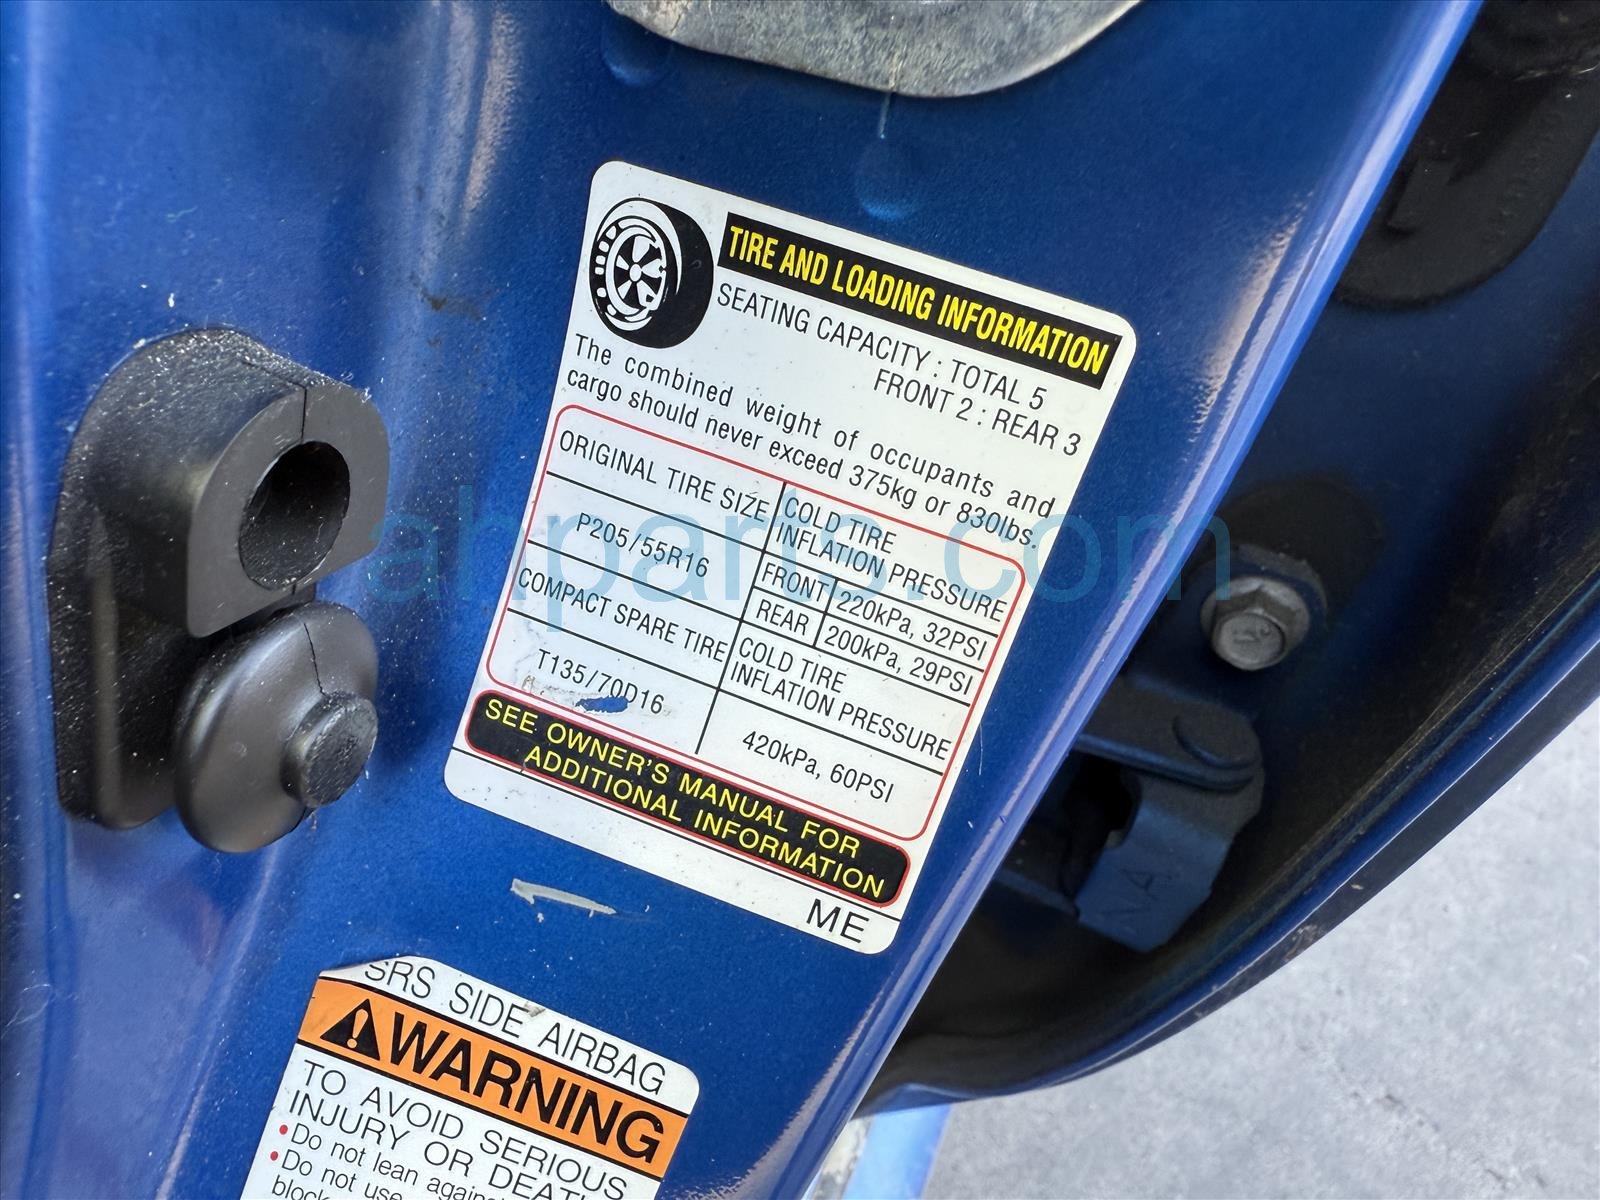 TIRE AND LOADING INFORMATION
SEATING CAPACITY : TOTAL 5
FRONT 2 : REAR 3
The combined weight of occupants and
cargo should never exceed 375kg or 830lbs.
ORIGINAL TIRE SIZE
COLD TIRE
INFLATION PRESSURE
P205/55R16
FRONT 220kPa, 32PSI
REAR 200kPa, 29PSI
COMPACT SPARE TIRE
COLD TIRE
INFLATION PRESSURE
T135/70D16
420kPa, 60PSI
SEE OWNER'S MANUAL FOR
ADDITIONAL INFORMATION
ME
ahparts.com
SRS SIDE AIRBAG
WARNING
TO AVOID SERIOUS
INJURY OR DEATH
•Do not lean against
•Do not use